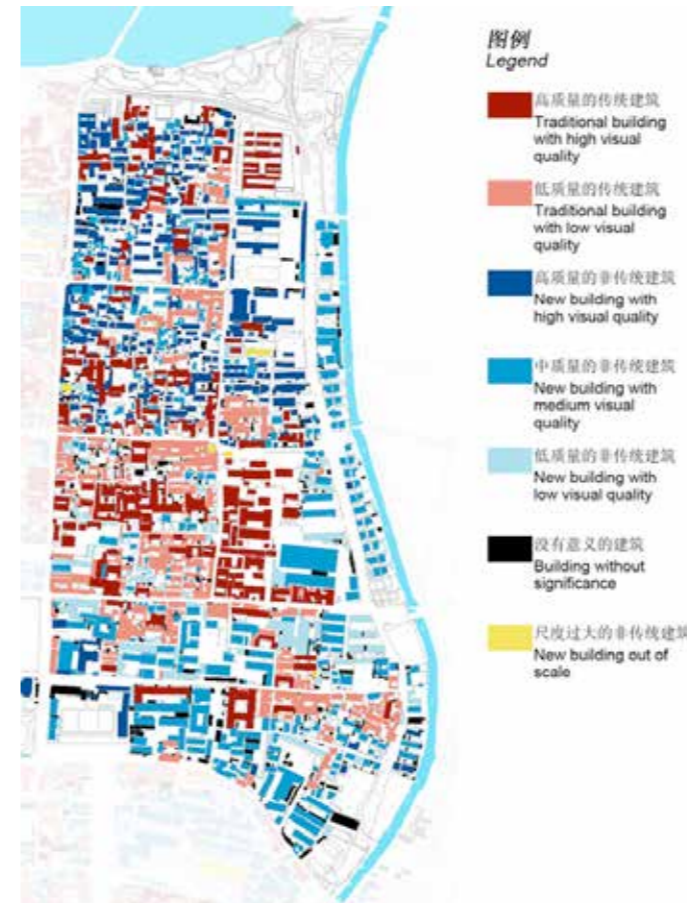 图例
Legend
高质量的传统建筑
Traditional building
with high visual
quality
低质量的传统建筑
Traditional building
with low visual
quality
高质量的非传统建筑
New building with
high visual quality
中质量的非传统建筑
New building with
medium visual
quality
低质量的非传统建筑
New building with
low visual quality
没有意义的建筑
Building without
significance
尺度过大的非传统建筑
New building out of
scale